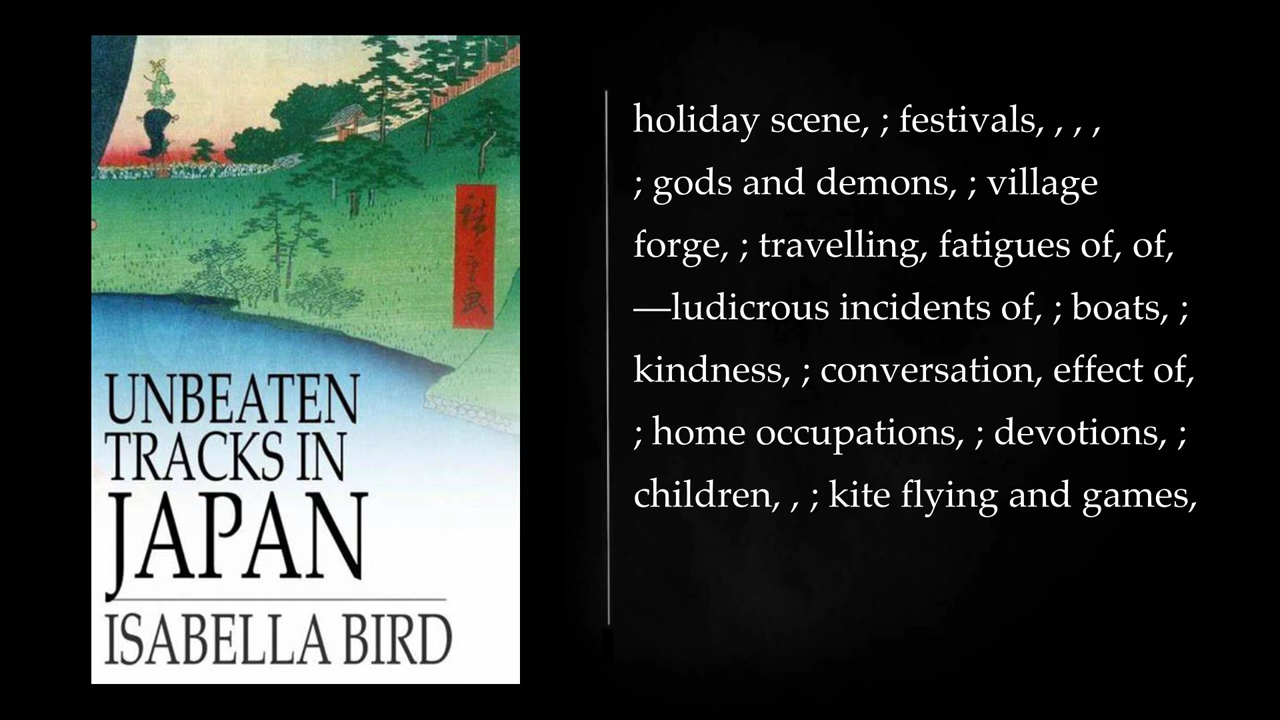 UNBEATEN
TRACKS IN
JAPAN
ISABELLA BIRD
holiday scene, ; festivals, , , ,
; gods and demons, ; village
forge, ; travelling, fatigues of, of,
—ludicrous incidents of, ; boats, ;
kindness, ; conversation, effect of,
; home occupations, ; devotions, ;
children, , ; kite flying and games,